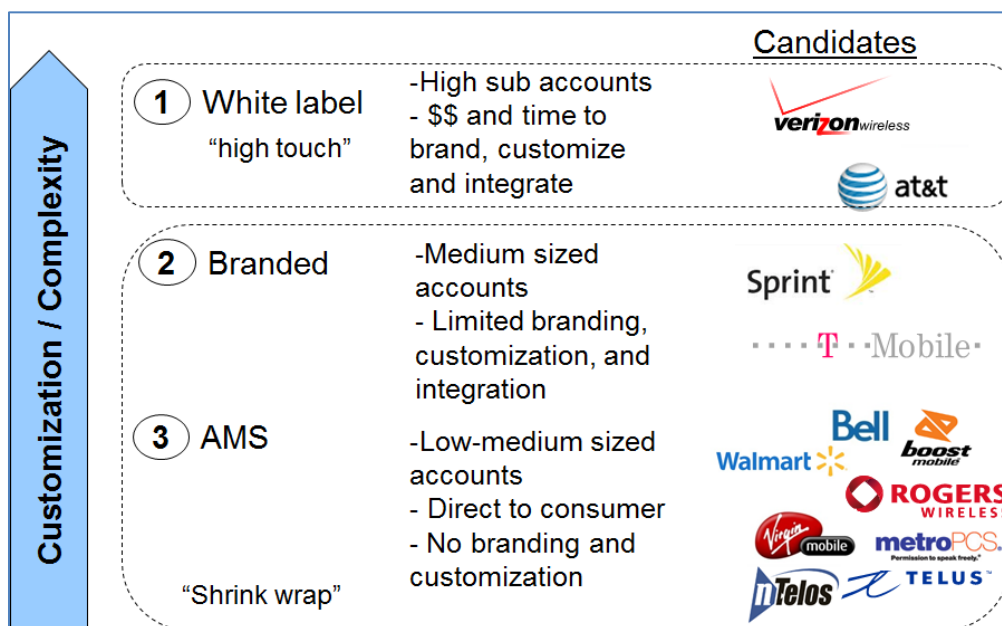 Candidates
Customization / Complexity
1 White label
"high touch"
-High sub accounts
- $$ and time to
brand, customize
and integrate
verizonwireless
at&t
2 Branded
-Medium sized
accounts
- Limited branding,
customization, and
integration
Sprint
T Mobile
3 AMS
"Shrink wrap"
-Low-medium sized
accounts
- Direct to consumer
- No branding and
customization
Bell
boost
mobile
Walmart
ROGERS
WIRELESS
Virgin
mobile
metroPCS.
Permission to speak freely.
nTelos
TELUS™